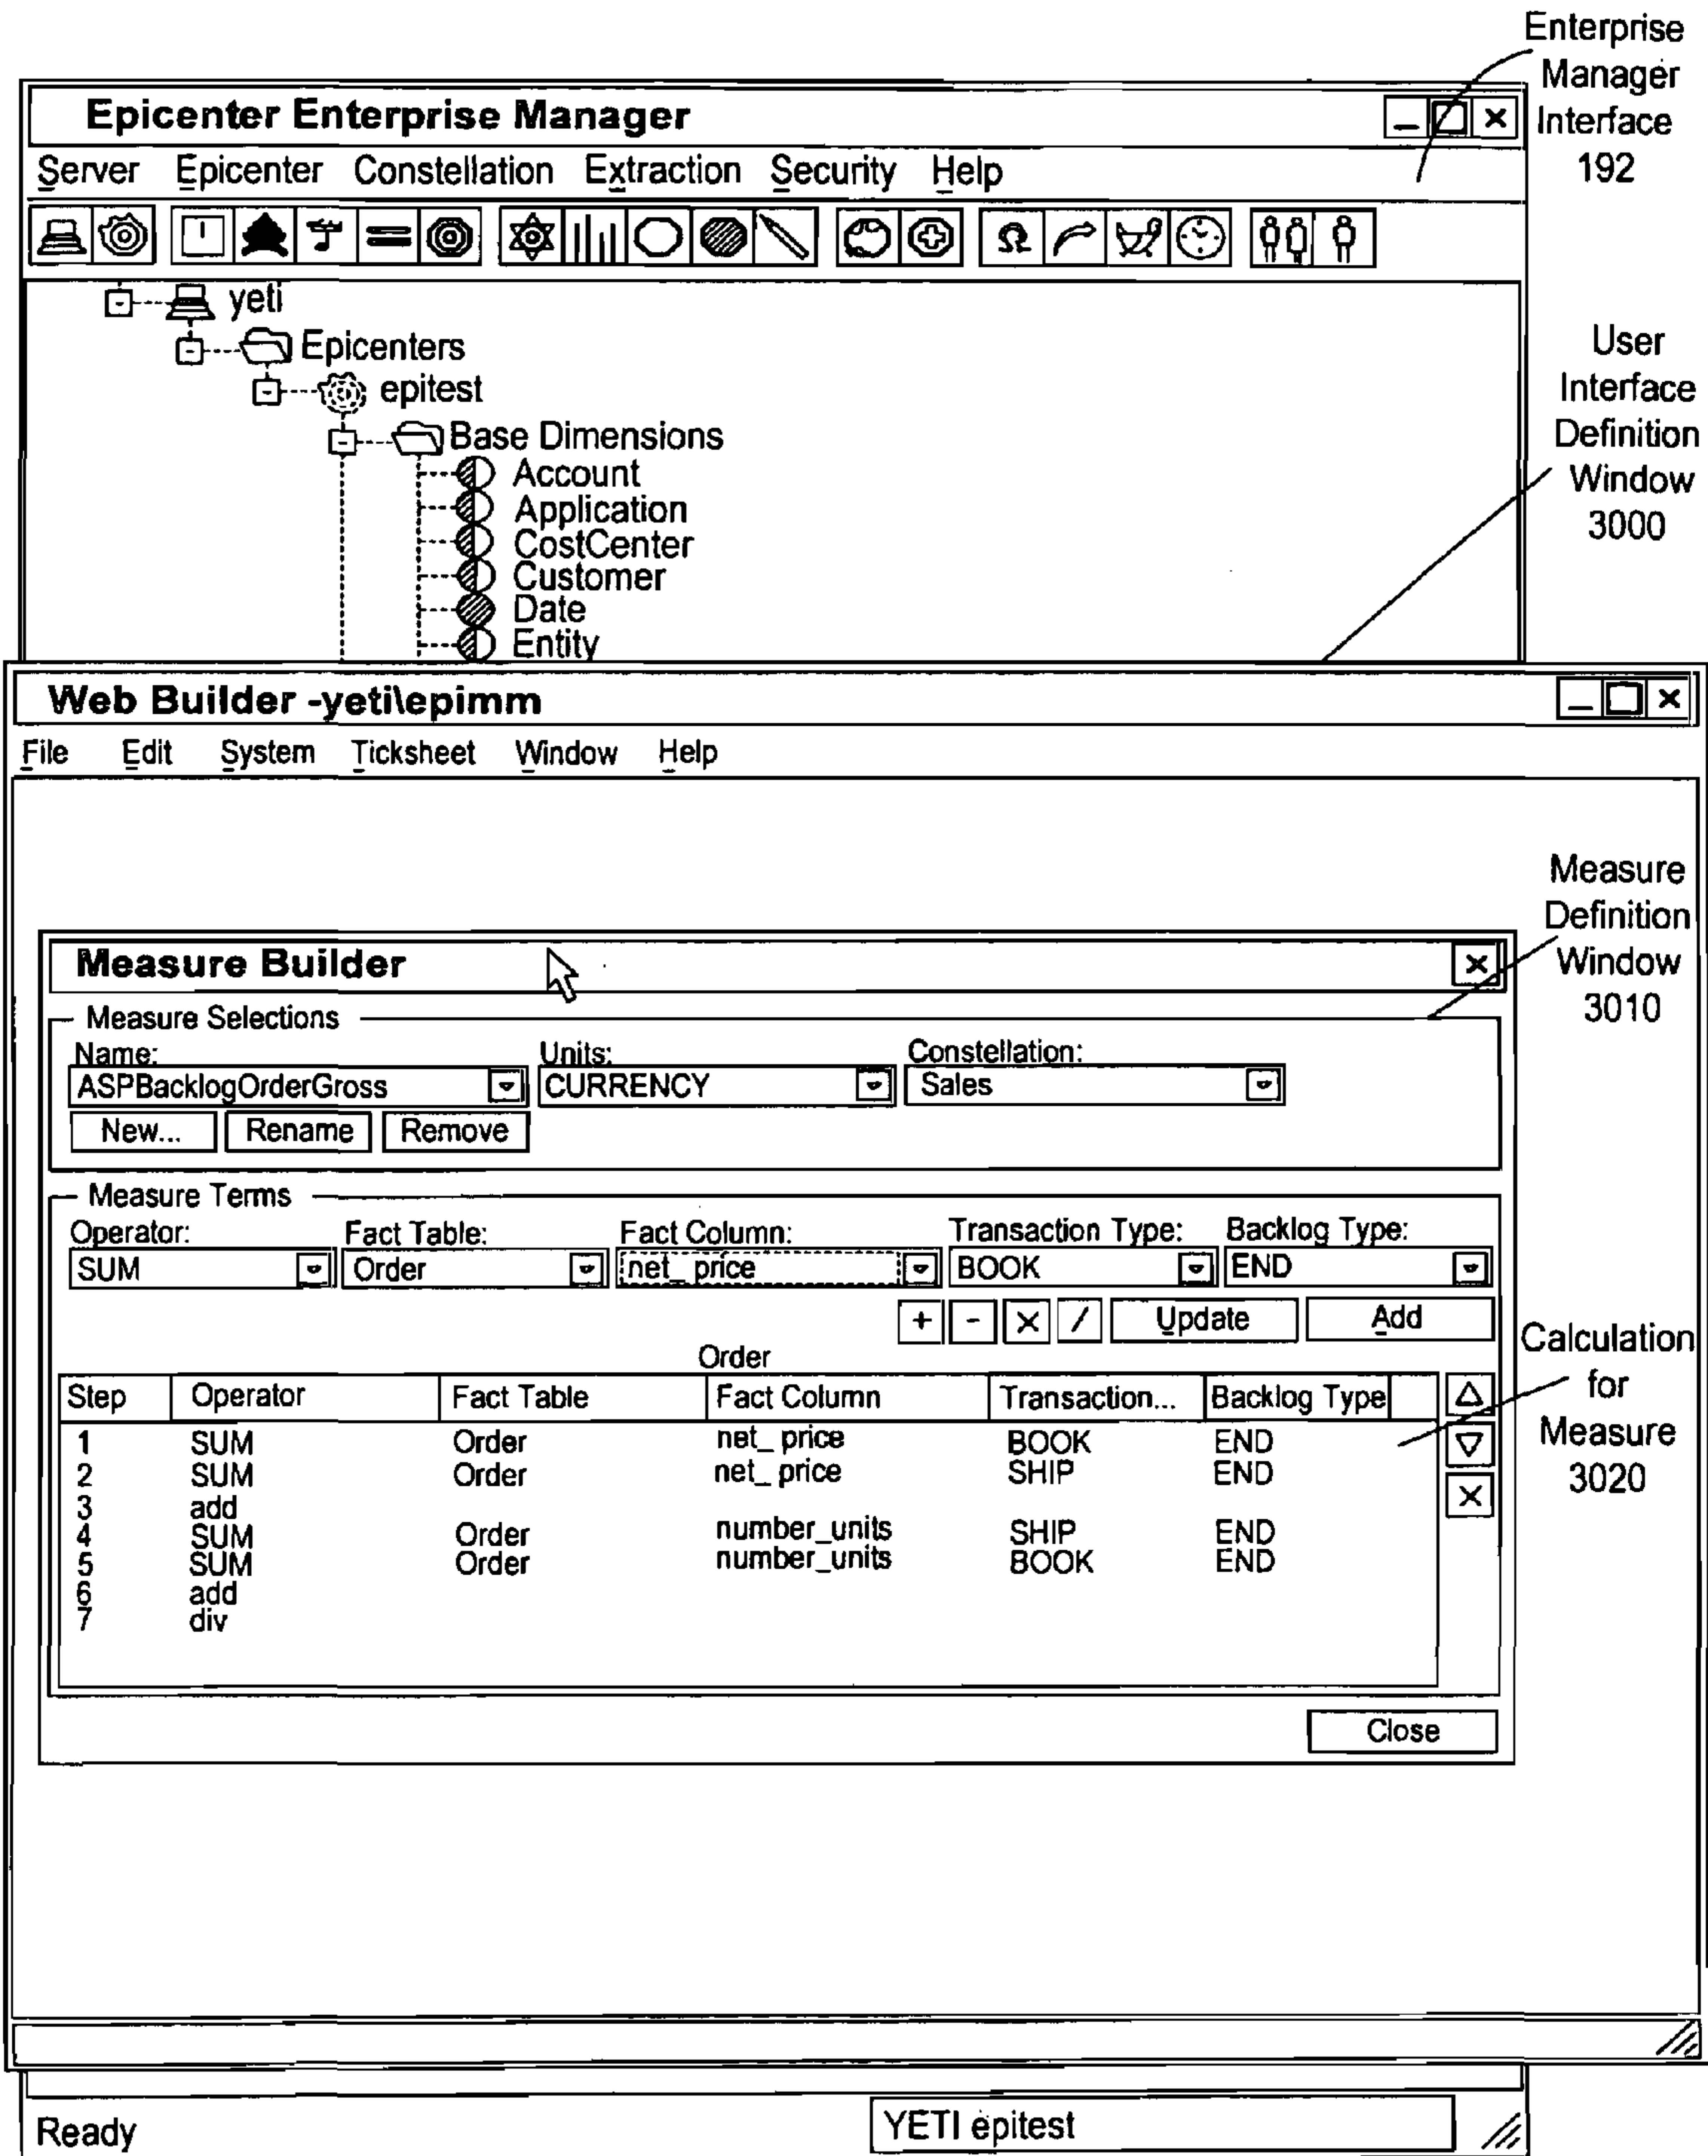 Enterprise
Manager
Interface
192
Epicenter Enterprise Manager
Server Epicenter Constellation Extraction Security Help
yeti
Epicenters
epitest
Base Dimensions
Account
Application
CostCenter
Customer
Date
Entity
User
Interface
Definition
Window
3000
Web Builder -yeti\epimm
File Edit System Ticksheet Window Help
Measure
Definition
Window
3010
Measure Builder
Measure Selections
Name: Units: Constellation:
ASPBacklogOrderGross CURRENCY Sales
New... Rename Remove
Measure Terms
Operator: Fact Table: Fact Column: Transaction Type: Backlog Type:
SUM Order net_ price BOOK END
+ - × / Update Add
Order
Step Operator Fact Table Fact Column Transaction... Backlog Type
1 SUM Order net_ price BOOK END
2 SUM Order net_ price SHIP END
3 add
4 SUM Order number_units SHIP END
5 SUM Order number_units BOOK END
6 add
7 div
Calculation
for
Measure
3020
Close
Ready YETI epitest